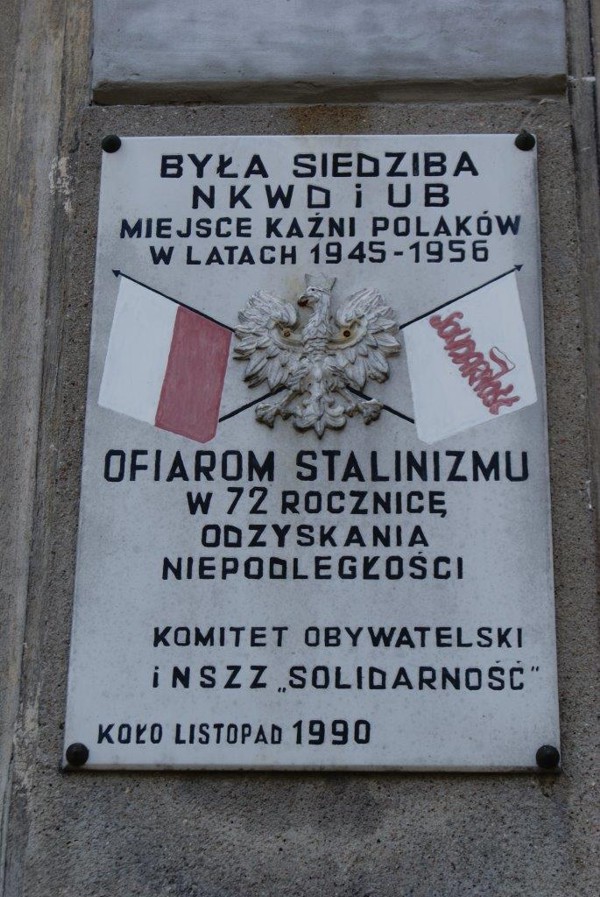 BYŁA SIEDZIBA
NKWD i UB
MIEJSCE KAŹNI POLAKÓW
W LATACH 1945-1956
SOLIDARNOŚĆ
OFIAROM STALINIZMU
W 72 ROCZNICĘ
ODZYSKANIA
NIEPODLEGŁOŚCI
KOMITET OBYWATELSKI
i NSZZ „SOLIDARNOŚĆ"
KOŁO LISTOPAD 1990